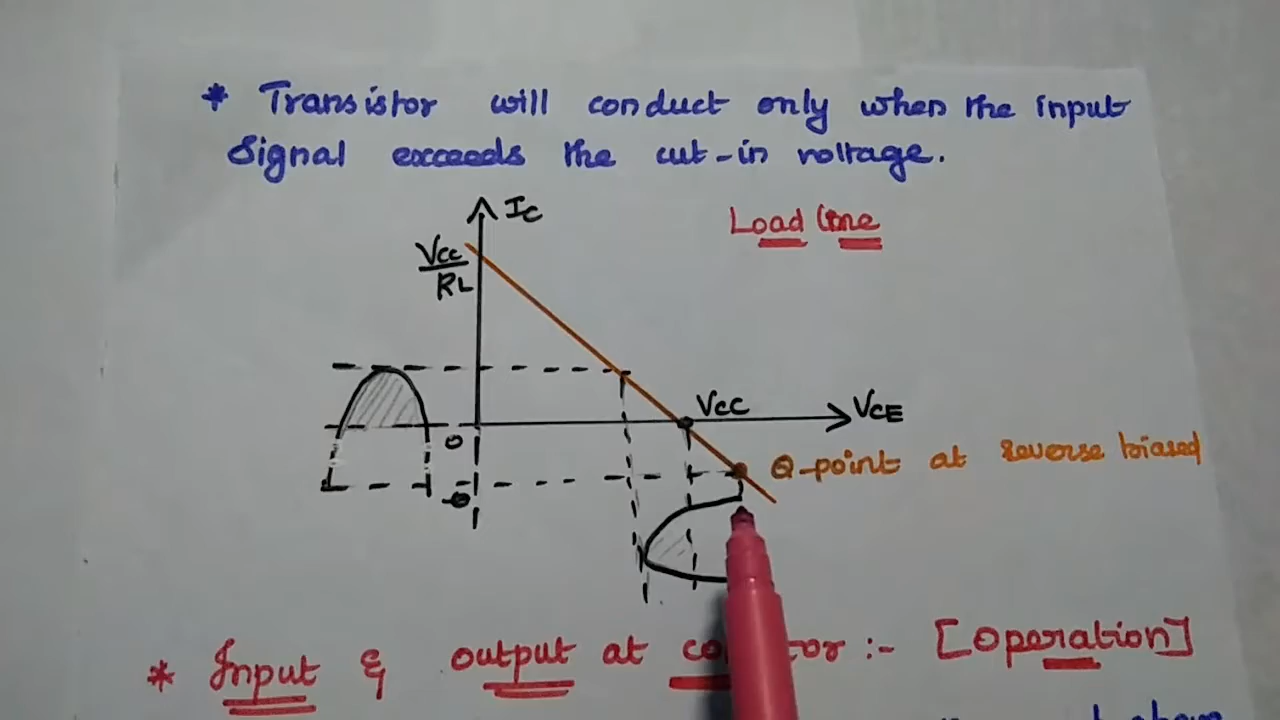 * Transistor will conduct only when the input
Signal exceeds the cut-in voltage.
Ic
Load line
Vcc
RL
Vcc
VCE
0
Q-point at reverse biased
-0
* Input & output at :- [Operation]